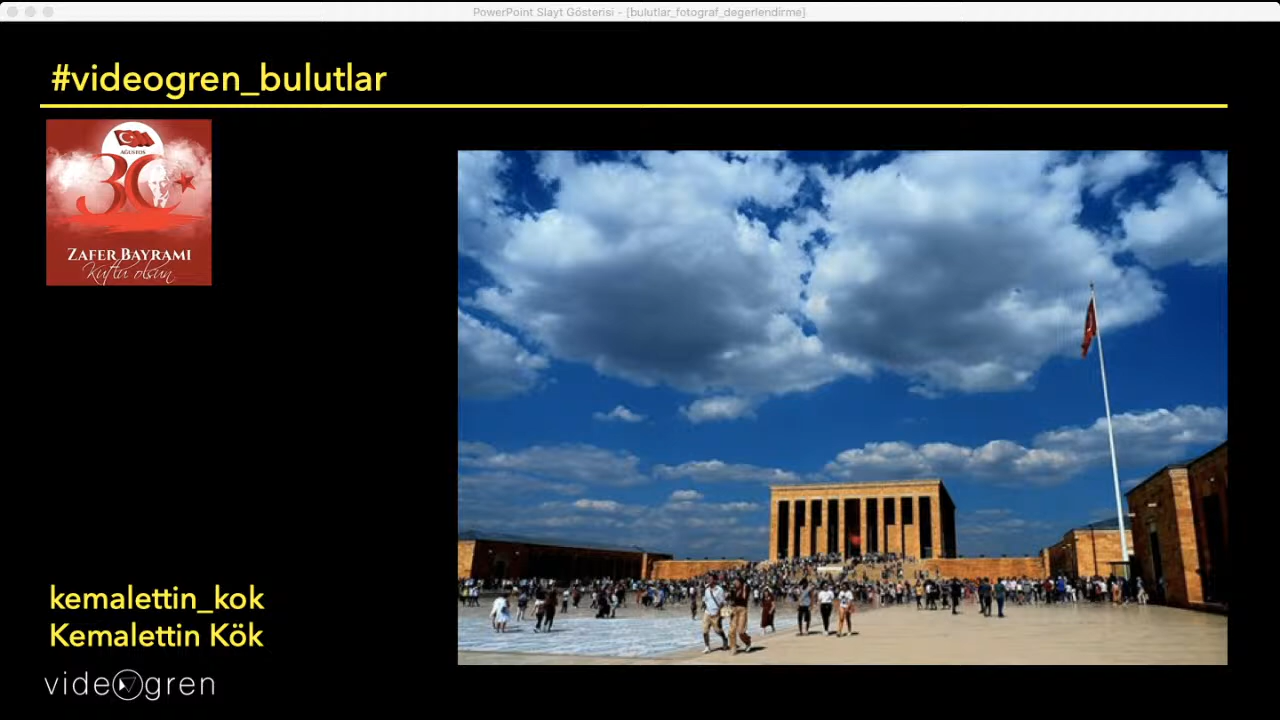 PowerPoint Slayt Gösterisi - [bulutlar_fotograf_degerlendirme]
#videogren_bulutlar
30
AĞUSTOS
ZAFER BAYRAMI
Kutlu olsun
kemalettin_kok
Kemalettin Kök
videogren